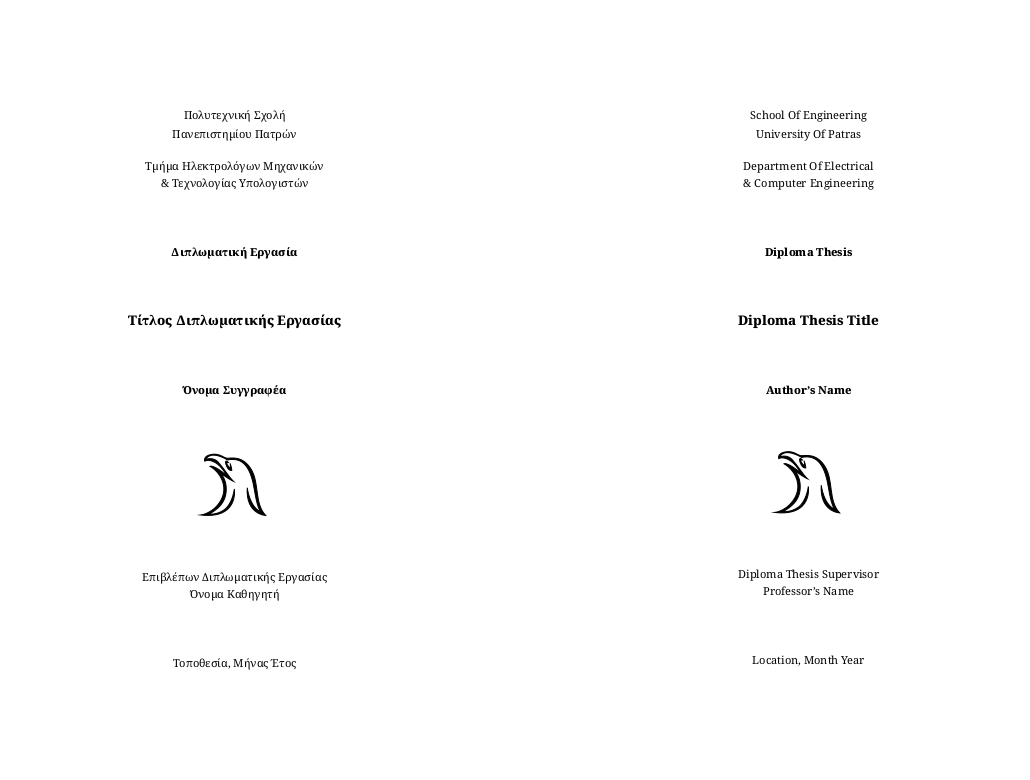 Πολυτεχνική Σχολή
Πανεπιστημίου Πατρών
Τμήμα Ηλεκτρολόγων Μηχανικών
& Τεχνολογίας Υπολογιστών
Διπλωματική Εργασία
Τίτλος Διπλωματικής Εργασίας
Όνομα Συγγραφέα
Επιβλέπων Διπλωματικής Εργασίας
Όνομα Καθηγητή
Τοποθεσία, Μήνας Έτος
School Of Engineering
University Of Patras
Department Of Electrical
& Computer Engineering
Diploma Thesis
Diploma Thesis Title
Author’s Name
Diploma Thesis Supervisor
Professor’s Name
Location, Month Year